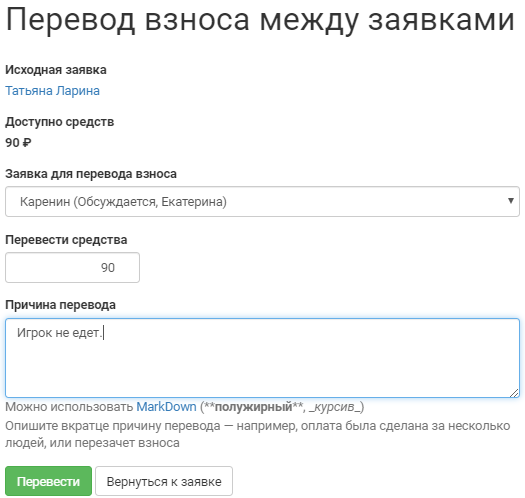 Перевод взноса между заявками
Исходная заявка
Татьяна Ларина
Доступно средств
90 ₽
Заявка для перевода взноса
Каренин (Обсуждается, Екатерина)
Перевести средства
90
Причина перевода
Игрок не едет.
Можно использовать MarkDown (**полужирный**, _курсив_)
Опишите вкратце причину перевода — например, оплата была сделана за несколько
людей, или перезачет взноса
Перевести Вернуться к заявке